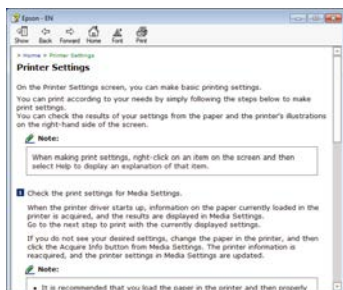 Epson - EN
Show Back Forward Home Font Print
> Home > Printer Settings
Printer Settings
On the Printer Settings screen, you can make basic printing settings.
You can print according to your needs by simply following the steps below to make
print settings.
You can check the results of your settings from the paper and the printer's illustrations
on the right-hand side of the screen.
Note:
When making print settings, right-click on an item on the screen and then
select Help to display an explanation of that item.
1 Check the print settings for Media Settings.
When the printer driver starts up, information on the paper currently loaded in the
printer is acquired, and the results are displayed in Media Settings.
Go to the next step to print with the currently displayed settings.
If you do not see your desired settings, change the paper in the printer, and then
click the Acquire Info button from Media Settings. The printer information is
reacquired, and the printer settings in Media Settings are updated.
Note:
• It is recommended that you load the paper in the printer and then properly